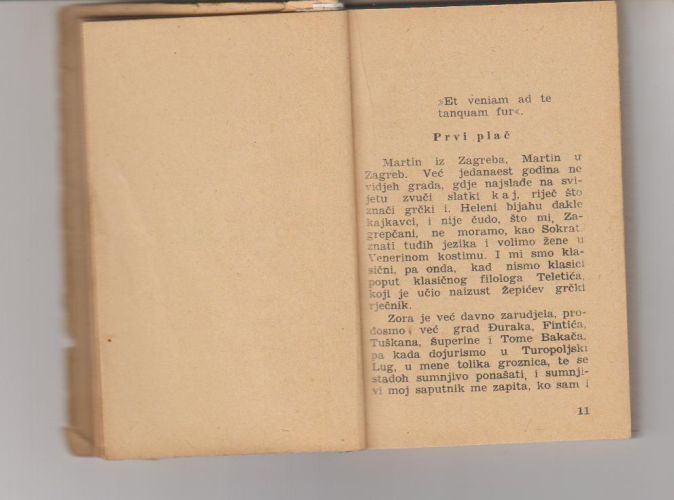 »Et veniam ad te
tanquam fur«.
Prvi plač
Martin iz Zagreba, Martin u
Zagreb. Već jedanaest godina ne
vidjeh grada, gdje najslađe na svi-
jetu zvuči slatki kaj, riječ što
znači grčki i. Heleni bijahu dakle
kajkavci, i nije čudo, što mi, Za-
grepčani, ne moramo, kao Sokrat,
znati tuđih jezika i volimo žene u
Venerinom kostimu. I mi smo kla-
sični, pa onda, kad nismo klasici
poput klasičnog filologa Teletića,
koji je učio naizust Žepićev grčki
rječnik.
Zora je već davno zarudjela, pro-
đosmo i već grad Đuraka, Fintića,
Tuškana, Šuperine i Tome Bakača,
pa kada dojurismo u Turopoljski
Lug, u mene tolika groznica, te se
stadoh sumnjivo ponašati, i sumnji-
vi moj saputnik me zapita, ko sam i
11